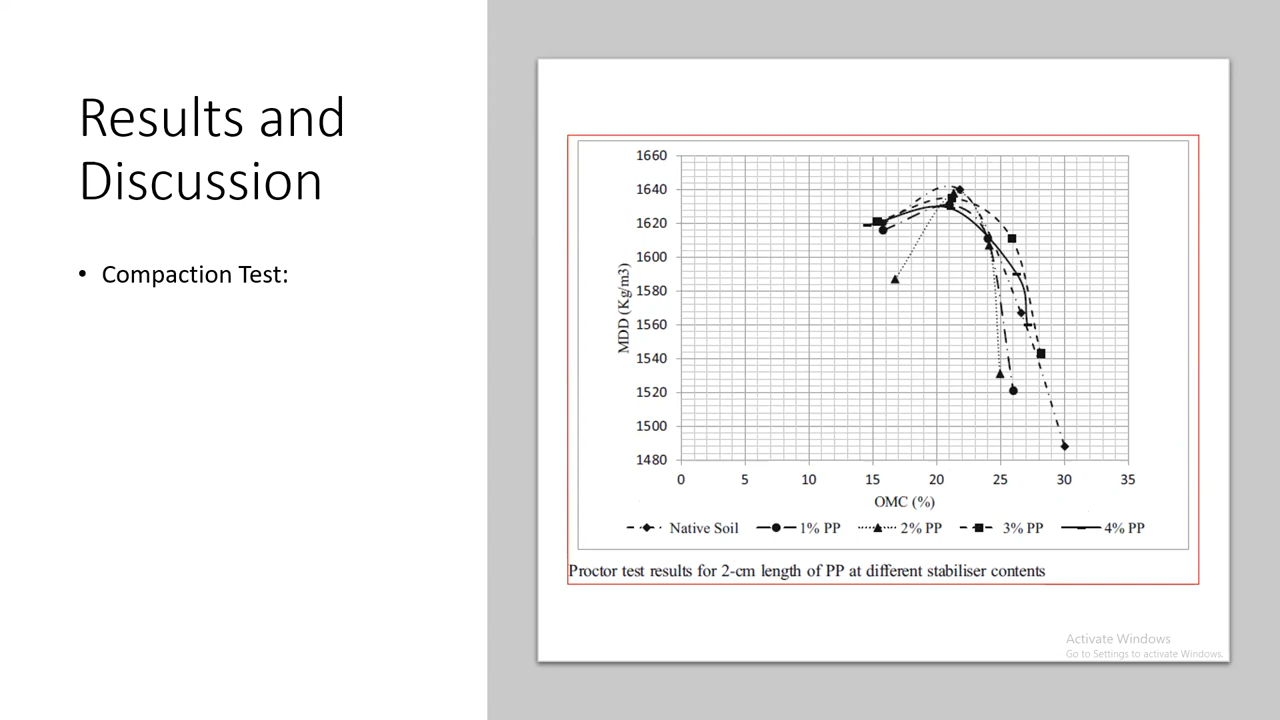 Results and
Discussion
• Compaction Test:
1660
1640
1620
1600
1580
1560
1540
1520
1500
1480
MDD (Kg/m3)
0 5 10 15 20 25 30 35
OMC (%)
Native Soil 1% PP 2% PP 3% PP 4% PP
Proctor test results for 2-cm length of PP at different stabiliser contents
Activate Windows
Go to Settings to activate Windows.